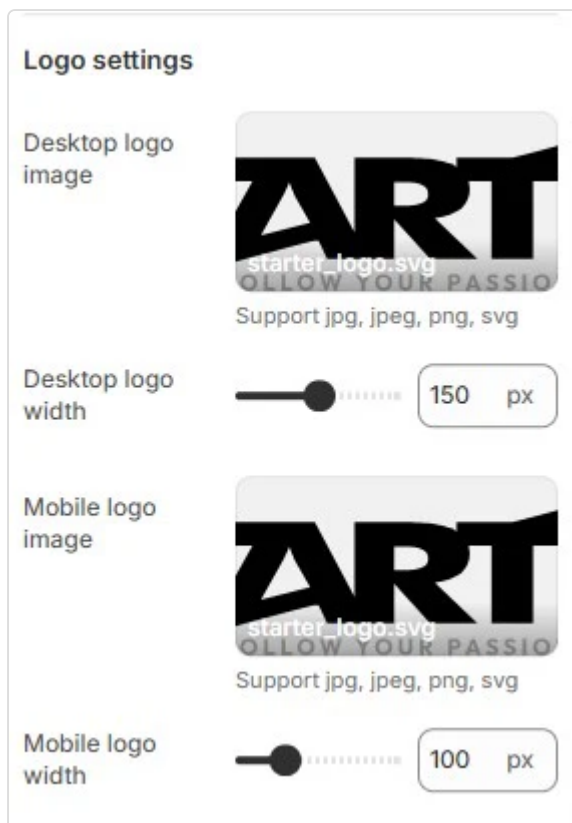 Logo settings
Desktop logo
image
ART
starter_logo.svg
OLLOW YOUR PASSIO
Support jpg, jpeg, png, svg
Desktop logo
width
150 px
Mobile logo
image
ART
starter_logo.svg
OLLOW YOUR PASSIO
Support jpg, jpeg, png, svg
Mobile logo
width
100 px